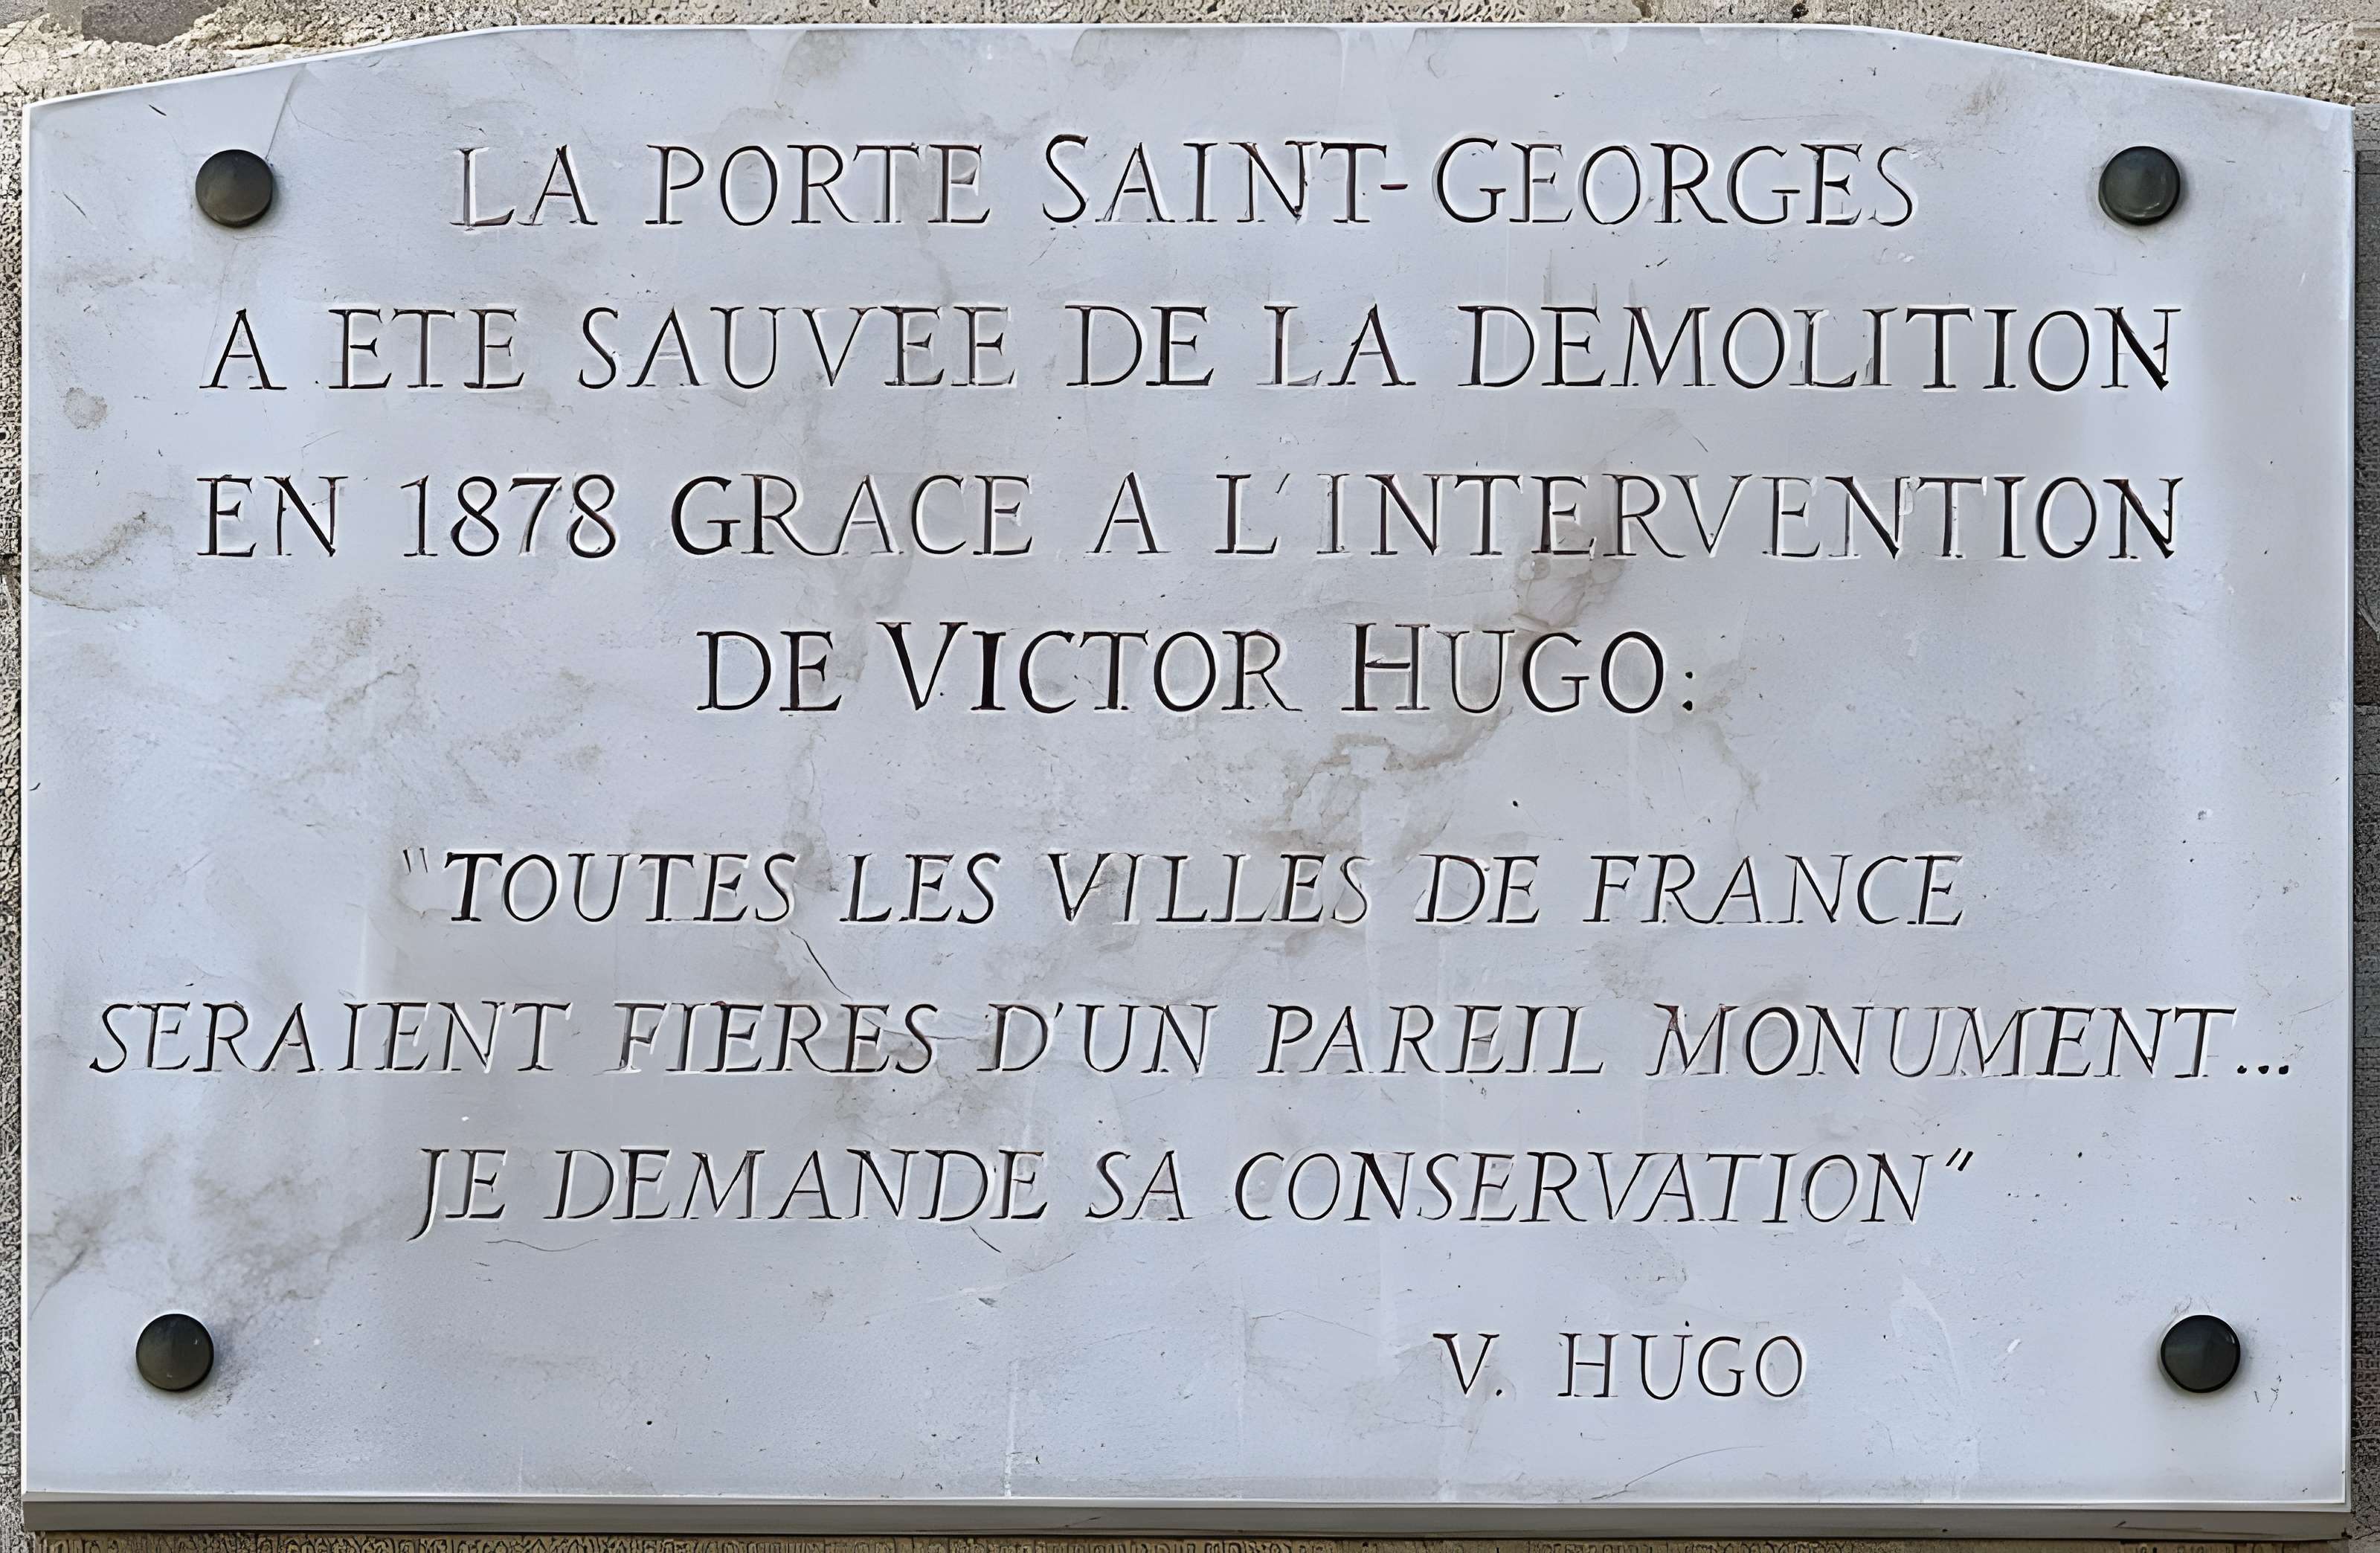 LA PORTE SAINT-GEORGES
A ETE SAUVEE DE LA DEMOLITION
EN 1878 GRACE A L'INTERVENTION
DE VICTOR HUGO:
"TOUTES LES VILLES DE FRANCE
SERAIENT FIERES D'UN PAREIL MONUMENT...
JE DEMANDE SA CONSERVATION"
V. HUGO